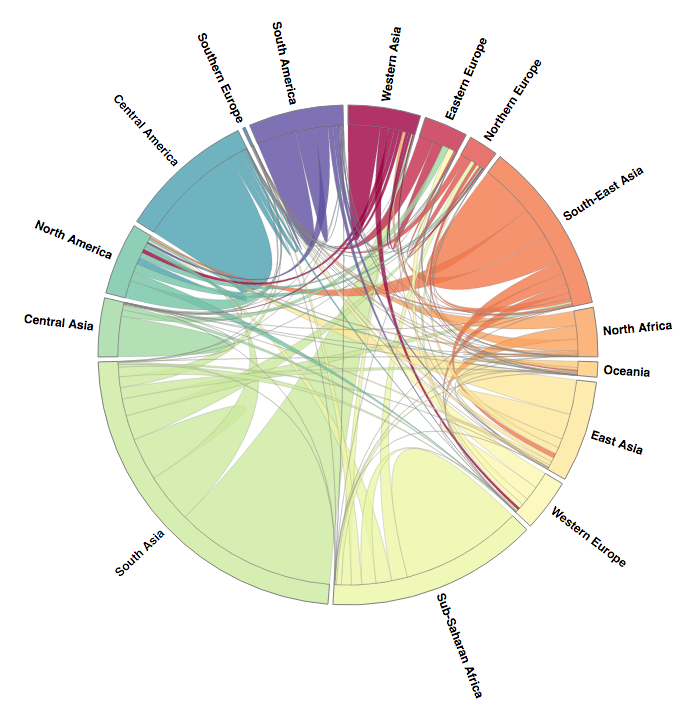 Western Asia
Eastern Europe
Northern Europe
South-East Asia
North Africa
Oceania
East Asia
Western Europe
Sub-Saharan Africa
South Asia
Central Asia
North America
Central America
Southern Europe
South America